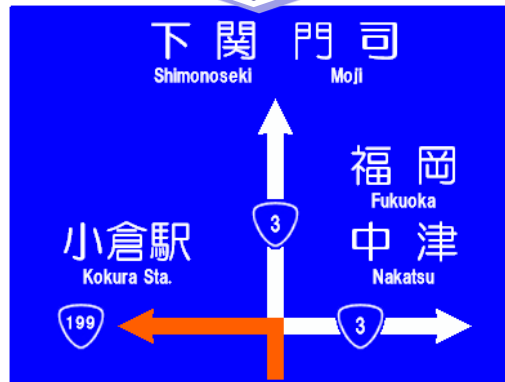 下関 門司
Shimonoseki Moji
福岡
Fukuoka
3
小倉駅
Kokura Sta.
中津
Nakatsu
199
3